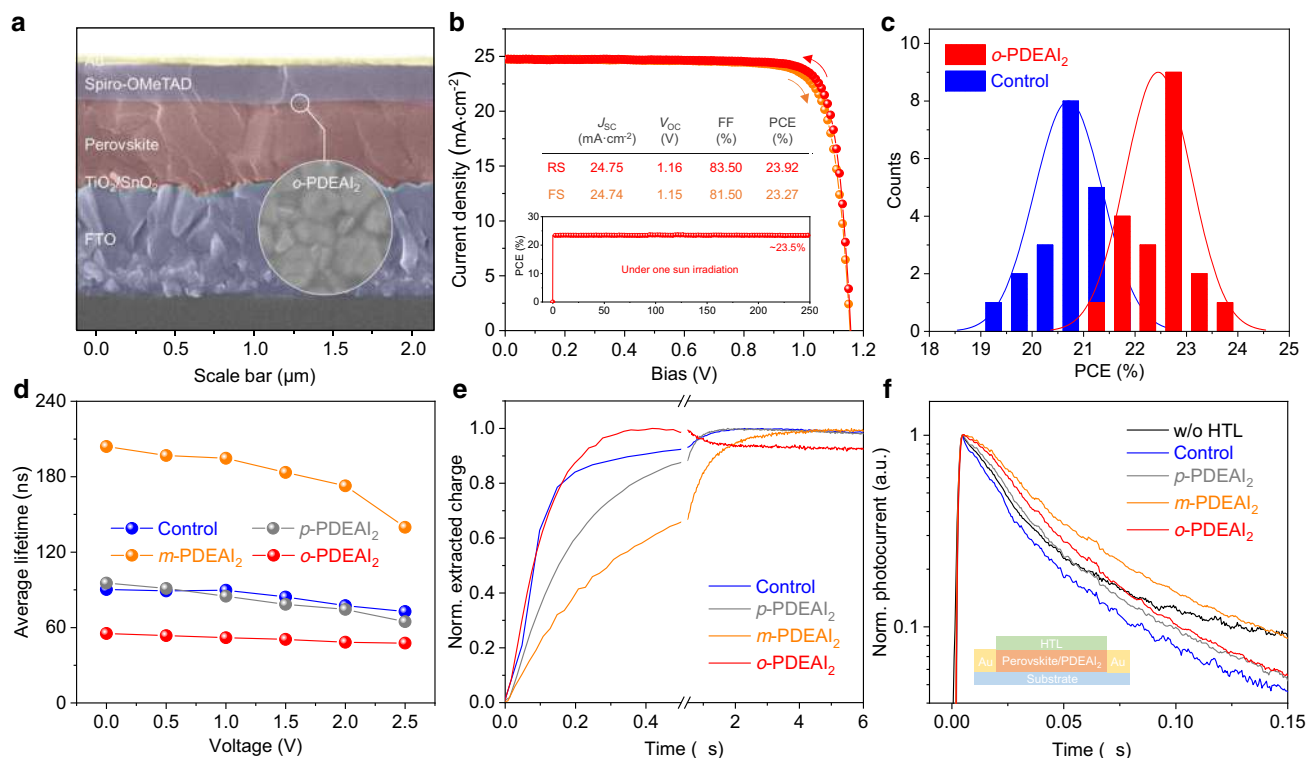 a
Au
Spiro-OMeTAD
Perovskite
TiO₂/SnO₂
o-PDEAI₂
FTO
0.0 0.5 1.0 1.5 2.0
Scale bar (µm)
b
Current density (mA·cm⁻²)
30
25
20
15
10
5
0
J_SC V_OC FF PCE
(mA·cm⁻²) (V) (%) (%)
RS 24.75 1.16 83.50 23.92
FS 24.74 1.15 81.50 23.27
PCE (%)
30
20
10
0
~23.5%
Under one sun irradiation
0 50 100 150 200 250
0.0 0.2 0.4 0.6 0.8 1.0 1.2
Bias (V)
c
Counts
10
8
6
4
2
0
o-PDEAI₂
Control
18 19 20 21 22 23 24 25
PCE (%)
d
Average lifetime (ns)
240
180
120
60
0
Control p-PDEAI₂
m-PDEAI₂ o-PDEAI₂
0.0 0.5 1.0 1.5 2.0 2.5
Voltage (V)
e
Norm. extracted charge
1.0
0.8
0.6
0.4
0.2
0.0
Control
p-PDEAI₂
m-PDEAI₂
o-PDEAI₂
0.0 0.2 0.4 2 4 6
Time ( s)
f
Norm. photocurrent (a.u.)
1
0.1
w/o HTL
Control
p-PDEAI₂
m-PDEAI₂
o-PDEAI₂
HTL
Au Perovskite/PDEAI₂ Au
Substrate
0.00 0.05 0.10 0.15
Time ( s)